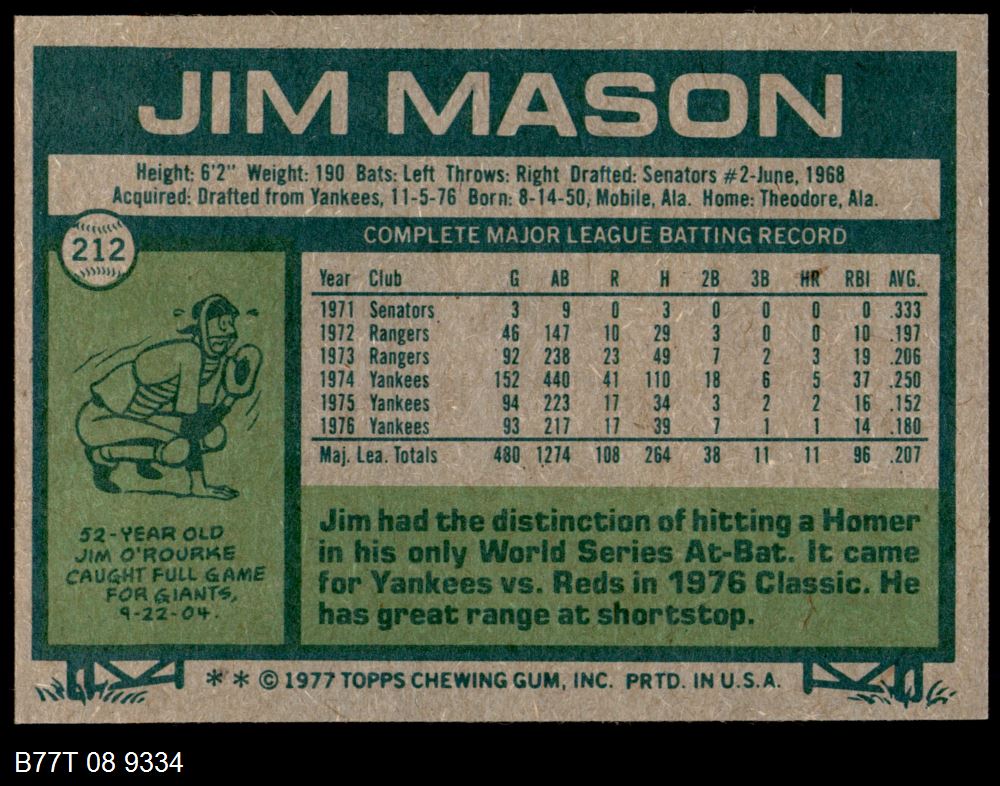 JIM MASON
Height: 6'2" Weight: 190 Bats: Left Throws: Right Drafted: Senators #2-June, 1968
Acquired: Drafted from Yankees, 11-5-76 Born: 8-14-50, Mobile, Ala. Home: Theodore, Ala.
212
COMPLETE MAJOR LEAGUE BATTING RECORD
Year Club G AB R H 2B 3B HR RBI AVG.
1971 Senators 3 9 0 3 0 0 0 0 .333
1972 Rangers 46 147 10 29 3 0 0 10 .197
1973 Rangers 92 238 23 49 7 2 3 19 .206
1974 Yankees 152 440 41 110 18 6 5 37 .250
1975 Yankees 94 223 17 34 3 2 2 16 .152
1976 Yankees 93 217 17 39 7 1 1 14 .180
Maj. Lea. Totals 480 1274 108 264 38 11 11 96 .207
52-YEAR OLD
JIM O'ROURKE
CAUGHT FULL GAME
FOR GIANTS,
9-22-04.
Jim had the distinction of hitting a Homer
in his only World Series At-Bat. It came
for Yankees vs. Reds in 1976 Classic. He
has great range at shortstop.
** © 1977 TOPPS CHEWING GUM, INC. PRTD. IN U.S.A.
B77T 08 9334